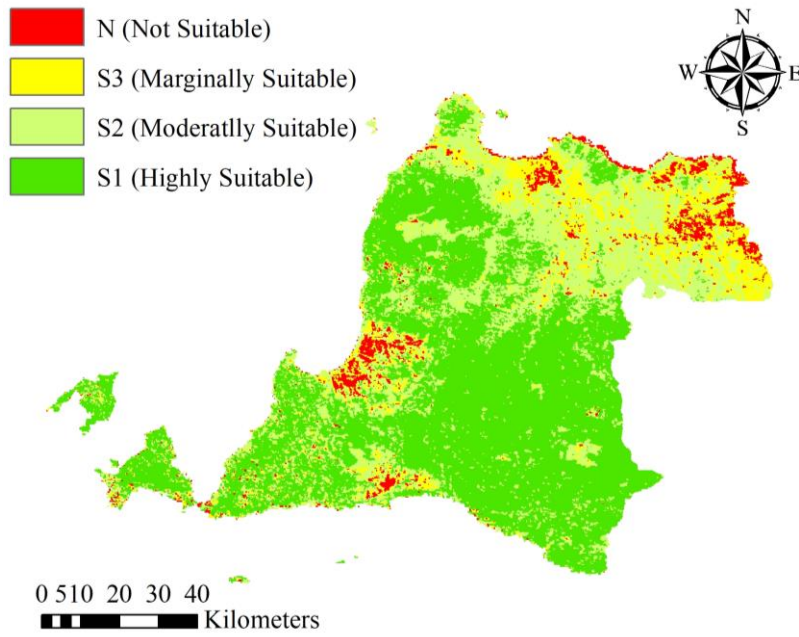 N (Not Suitable)
S3 (Marginally Suitable)
S2 (Moderatlly Suitable)
S1 (Highly Suitable)
N
W E
S
0 510 20 30 40
Kilometers